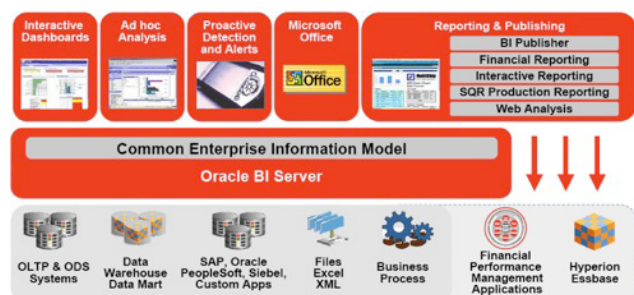 Interactive
Dashboards
Ad hoc
Analysis
Proactive
Detection
and Alerts
Microsoft
Office
Microsoft
Office
Reporting & Publishing
BI Publisher
Financial Reporting
Interactive Reporting
SQR Production Reporting
Web Analysis
Common Enterprise Information Model
Oracle BI Server
OLTP & ODS
Systems
Data
Warehouse
Data Mart
SAP, Oracle
PeopleSoft, Siebel,
Custom Apps
Files
Excel
XML
Business
Process
Financial
Performance
Management
Applications
Hyperion
Essbase